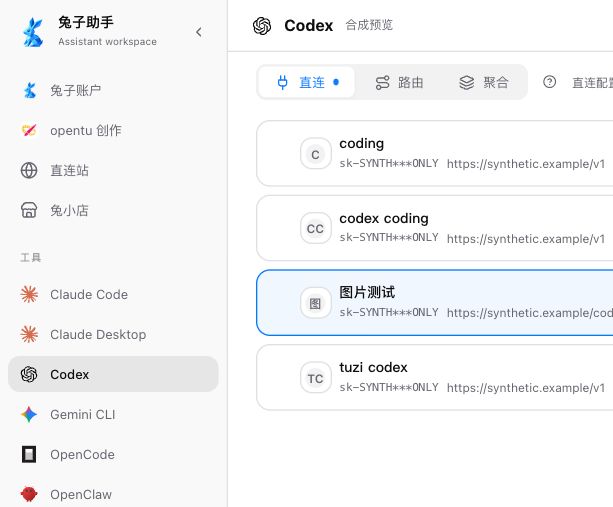 兔子助手
Assistant workspace
兔子账户
opentu 创作
直连站
兔小店
工具
Claude Code
Claude Desktop
Codex
Gemini CLI
OpenCode
OpenClaw
Codex 合成预览
直连 路由 聚合 直连配置
C
coding
sk-SYNTH***ONLY https://synthetic.example/v1
CC
codex coding
sk-SYNTH***ONLY https://synthetic.example/v1
图
图片测试
sk-SYNTH***ONLY https://synthetic.example/cod
TC
tuzi codex
sk-SYNTH***ONLY https://synthetic.example/v1